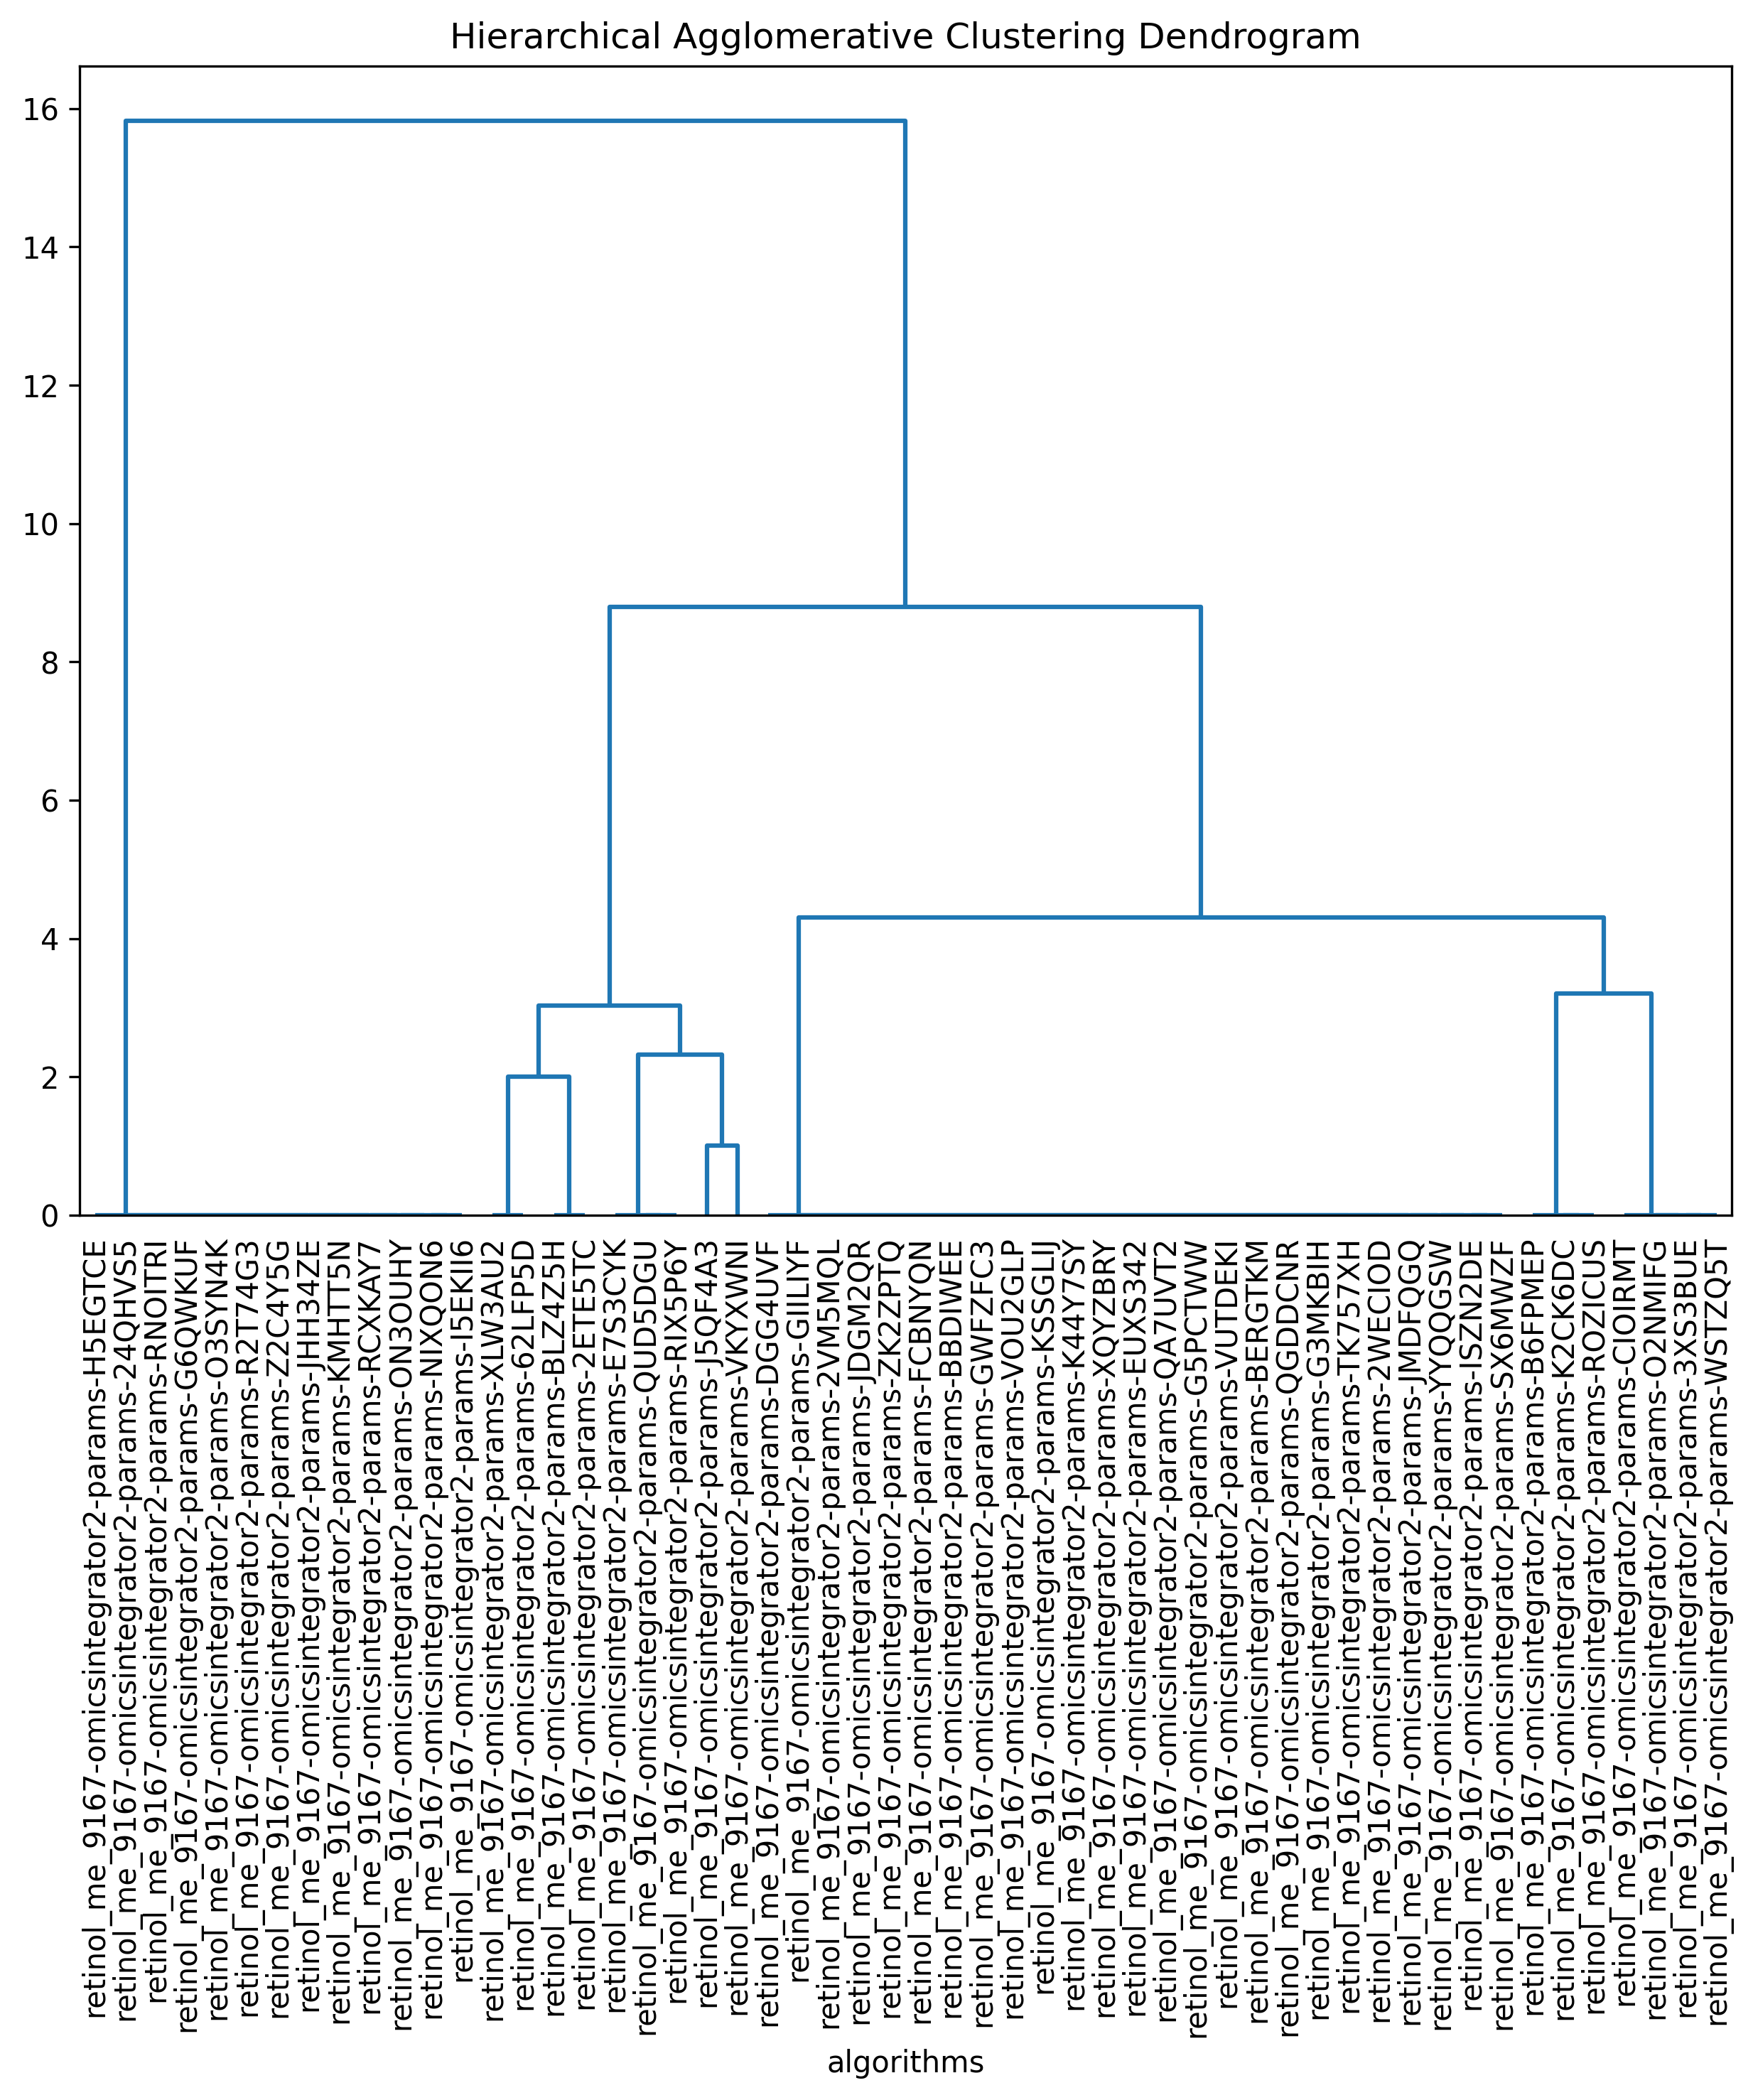 Hierarchical Agglomerative Clustering Dendrogram
16
14
12
10
8
6
4
2
0
retinol_me_9167-omicsintegrator2-params-H5EGTCE
retinol_me_9167-omicsintegrator2-params-24QHVS5
retinol_me_9167-omicsintegrator2-params-RNOITRI
retinol_me_9167-omicsintegrator2-params-G6QWKUF
retinol_me_9167-omicsintegrator2-params-O3SYN4K
retinol_me_9167-omicsintegrator2-params-R2T74G3
retinol_me_9167-omicsintegrator2-params-Z2C4Y5G
retinol_me_9167-omicsintegrator2-params-JHH34ZE
retinol_me_9167-omicsintegrator2-params-KMHTT5N
retinol_me_9167-omicsintegrator2-params-RCXKAY7
retinol_me_9167-omicsintegrator2-params-ON3OUHY
retinol_me_9167-omicsintegrator2-params-NIXQON6
retinol_me_9167-omicsintegrator2-params-I5EKII6
retinol_me_9167-omicsintegrator2-params-XLW3AU2
retinol_me_9167-omicsintegrator2-params-62LFP5D
retinol_me_9167-omicsintegrator2-params-BLZ4Z5H
retinol_me_9167-omicsintegrator2-params-2ETE5TC
retinol_me_9167-omicsintegrator2-params-E7S3CYK
retinol_me_9167-omicsintegrator2-params-QUD5DGU
retinol_me_9167-omicsintegrator2-params-RIX5P6Y
retinol_me_9167-omicsintegrator2-params-J5QF4A3
retinol_me_9167-omicsintegrator2-params-VKYXWNI
retinol_me_9167-omicsintegrator2-params-DGG4UVF
retinol_me_9167-omicsintegrator2-params-GIILIYF
retinol_me_9167-omicsintegrator2-params-2VM5MQL
retinol_me_9167-omicsintegrator2-params-JDGM2QR
retinol_me_9167-omicsintegrator2-params-ZK2ZPTQ
retinol_me_9167-omicsintegrator2-params-FCBNYQN
retinol_me_9167-omicsintegrator2-params-BBDIWEE
retinol_me_9167-omicsintegrator2-params-GWFZFC3
retinol_me_9167-omicsintegrator2-params-VOU2GLP
retinol_me_9167-omicsintegrator2-params-KSSGLIJ
retinol_me_9167-omicsintegrator2-params-K44Y7SY
retinol_me_9167-omicsintegrator2-params-XQYZBRY
retinol_me_9167-omicsintegrator2-params-EUXS342
retinol_me_9167-omicsintegrator2-params-QA7UVT2
retinol_me_9167-omicsintegrator2-params-G5PCTWW
retinol_me_9167-omicsintegrator2-params-VUTDEKI
retinol_me_9167-omicsintegrator2-params-BERGTKM
retinol_me_9167-omicsintegrator2-params-QGDDCNR
retinol_me_9167-omicsintegrator2-params-G3MKBIH
retinol_me_9167-omicsintegrator2-params-TK757XH
retinol_me_9167-omicsintegrator2-params-2WECIOD
retinol_me_9167-omicsintegrator2-params-JMDFQGQ
retinol_me_9167-omicsintegrator2-params-YYQQGSW
retinol_me_9167-omicsintegrator2-params-ISZN2DE
retinol_me_9167-omicsintegrator2-params-SX6MWZF
retinol_me_9167-omicsintegrator2-params-B6FPMEP
retinol_me_9167-omicsintegrator2-params-K2CK6DC
retinol_me_9167-omicsintegrator2-params-ROZICUS
retinol_me_9167-omicsintegrator2-params-CIOIRMT
retinol_me_9167-omicsintegrator2-params-O2NMIFG
retinol_me_9167-omicsintegrator2-params-3XS3BUE
retinol_me_9167-omicsintegrator2-params-WSTZQ5T
algorithms